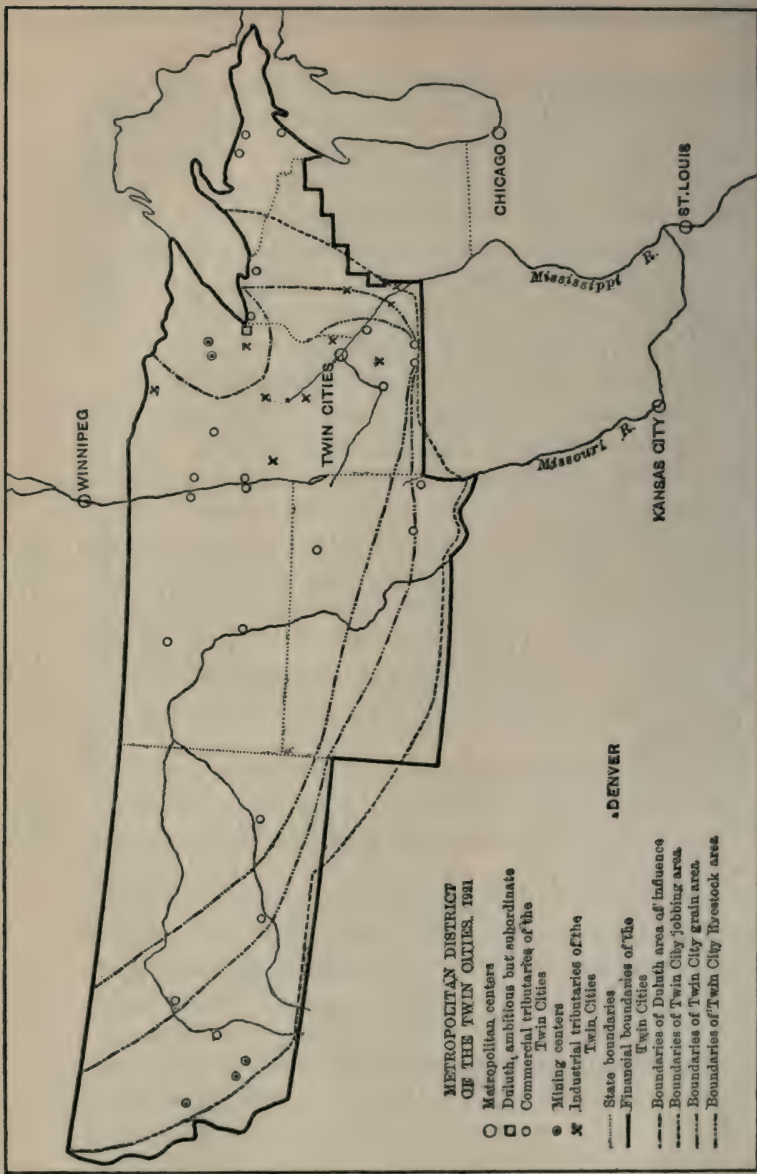 WINNIPEG
TWIN CITIES
CHICAGO
Mississippi R.
ST. LOUIS
Missouri R.
KANSAS CITY
DENVER
METROPOLITAN DISTRICT
OF THE TWIN CITIES, 1921
Metropolitan centers
Duluth, ambitious but subordinate
Commercial tributaries of the
Twin Cities
Mining centers
Industrial tributaries of the
Twin Cities
State boundaries
Financial boundaries of the
Twin Cities
Boundaries of Duluth area of influence
Boundaries of Twin City jobbing area
Boundaries of Twin City grain area
Boundaries of Twin City livestock area